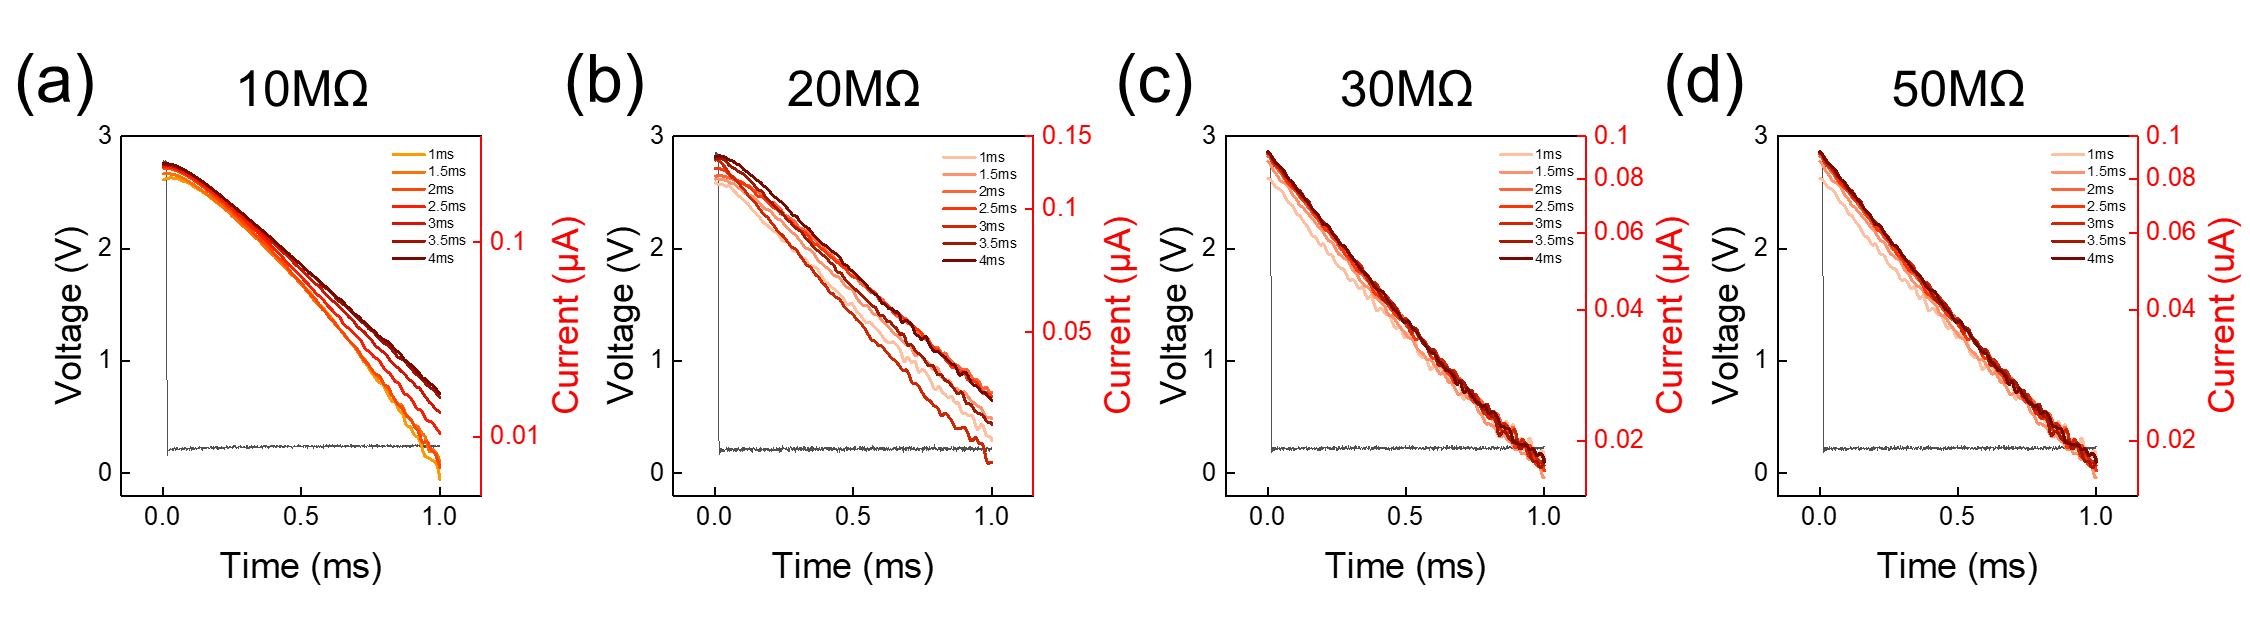 (a) 10MΩ
3
2
1
0
Voltage (V)
1ms
1.5ms
2ms
2.5ms
3ms
3.5ms
4ms
0.1
0.01
Current (μA)
0.0 0.5 1.0
Time (ms)
(b) 20MΩ
3
2
1
0
Voltage (V)
1ms
1.5ms
2ms
2.5ms
3ms
3.5ms
4ms
0.15
0.1
0.05
Current (μA)
0.0 0.5 1.0
Time (ms)
(c) 30MΩ
3
2
1
0
Voltage (V)
1ms
1.5ms
2ms
2.5ms
3ms
3.5ms
4ms
0.1
0.08
0.06
0.04
0.02
Current (μA)
0.0 0.5 1.0
Time (ms)
(d) 50MΩ
3
2
1
0
Voltage (V)
1ms
1.5ms
2ms
2.5ms
3ms
3.5ms
4ms
0.1
0.08
0.06
0.04
0.02
Current (uA)
0.0 0.5 1.0
Time (ms)